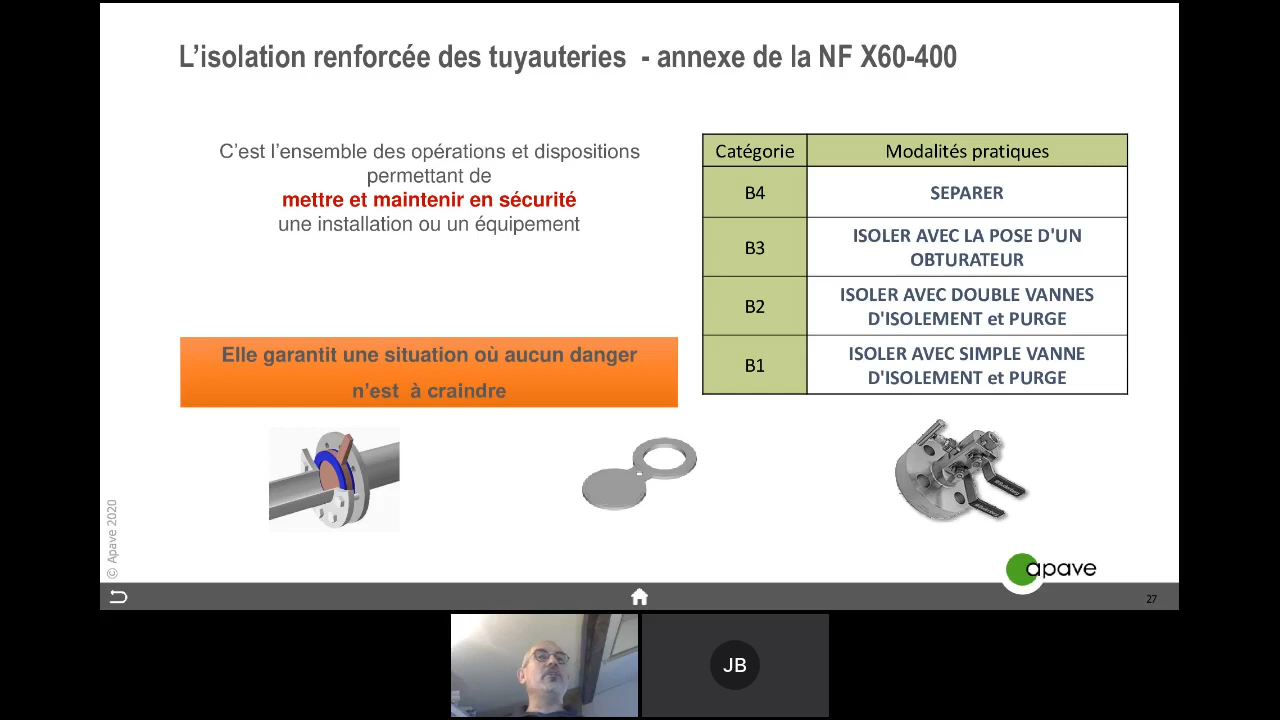 L'isolation renforcée des tuyauteries - annexe de la NF X60-400
C'est l'ensemble des opérations et dispositions
permettant de
mettre et maintenir en sécurité
une installation ou un équipement
Elle garantit une situation où aucun danger
n'est à craindre
Catégorie Modalités pratiques
B4 SEPARER
B3 ISOLER AVEC LA POSE D'UN
OBTURATEUR
B2 ISOLER AVEC DOUBLE VANNES
D'ISOLEMENT et PURGE
B1 ISOLER AVEC SIMPLE VANNE
D'ISOLEMENT et PURGE
© Apave 2020
apave
27
JB